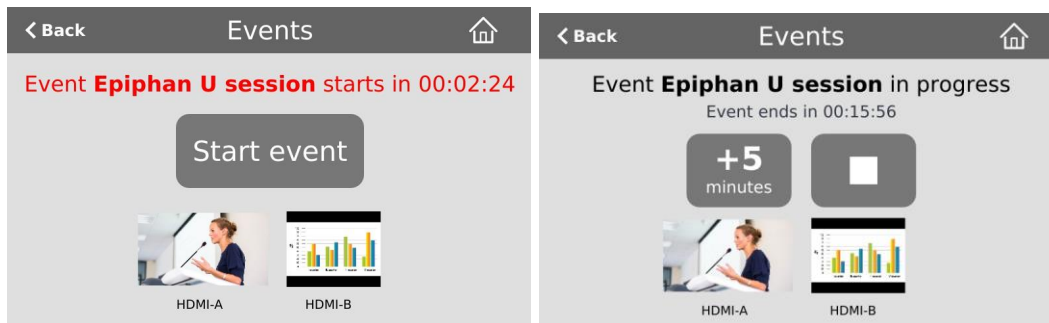 Back
Events
Event Epiphan U session starts in 00:02:24
Start event
HDMI-A
HDMI-B
Back
Events
Event Epiphan U session in progress
Event ends in 00:15:56
+5
minutes
HDMI-A
HDMI-B